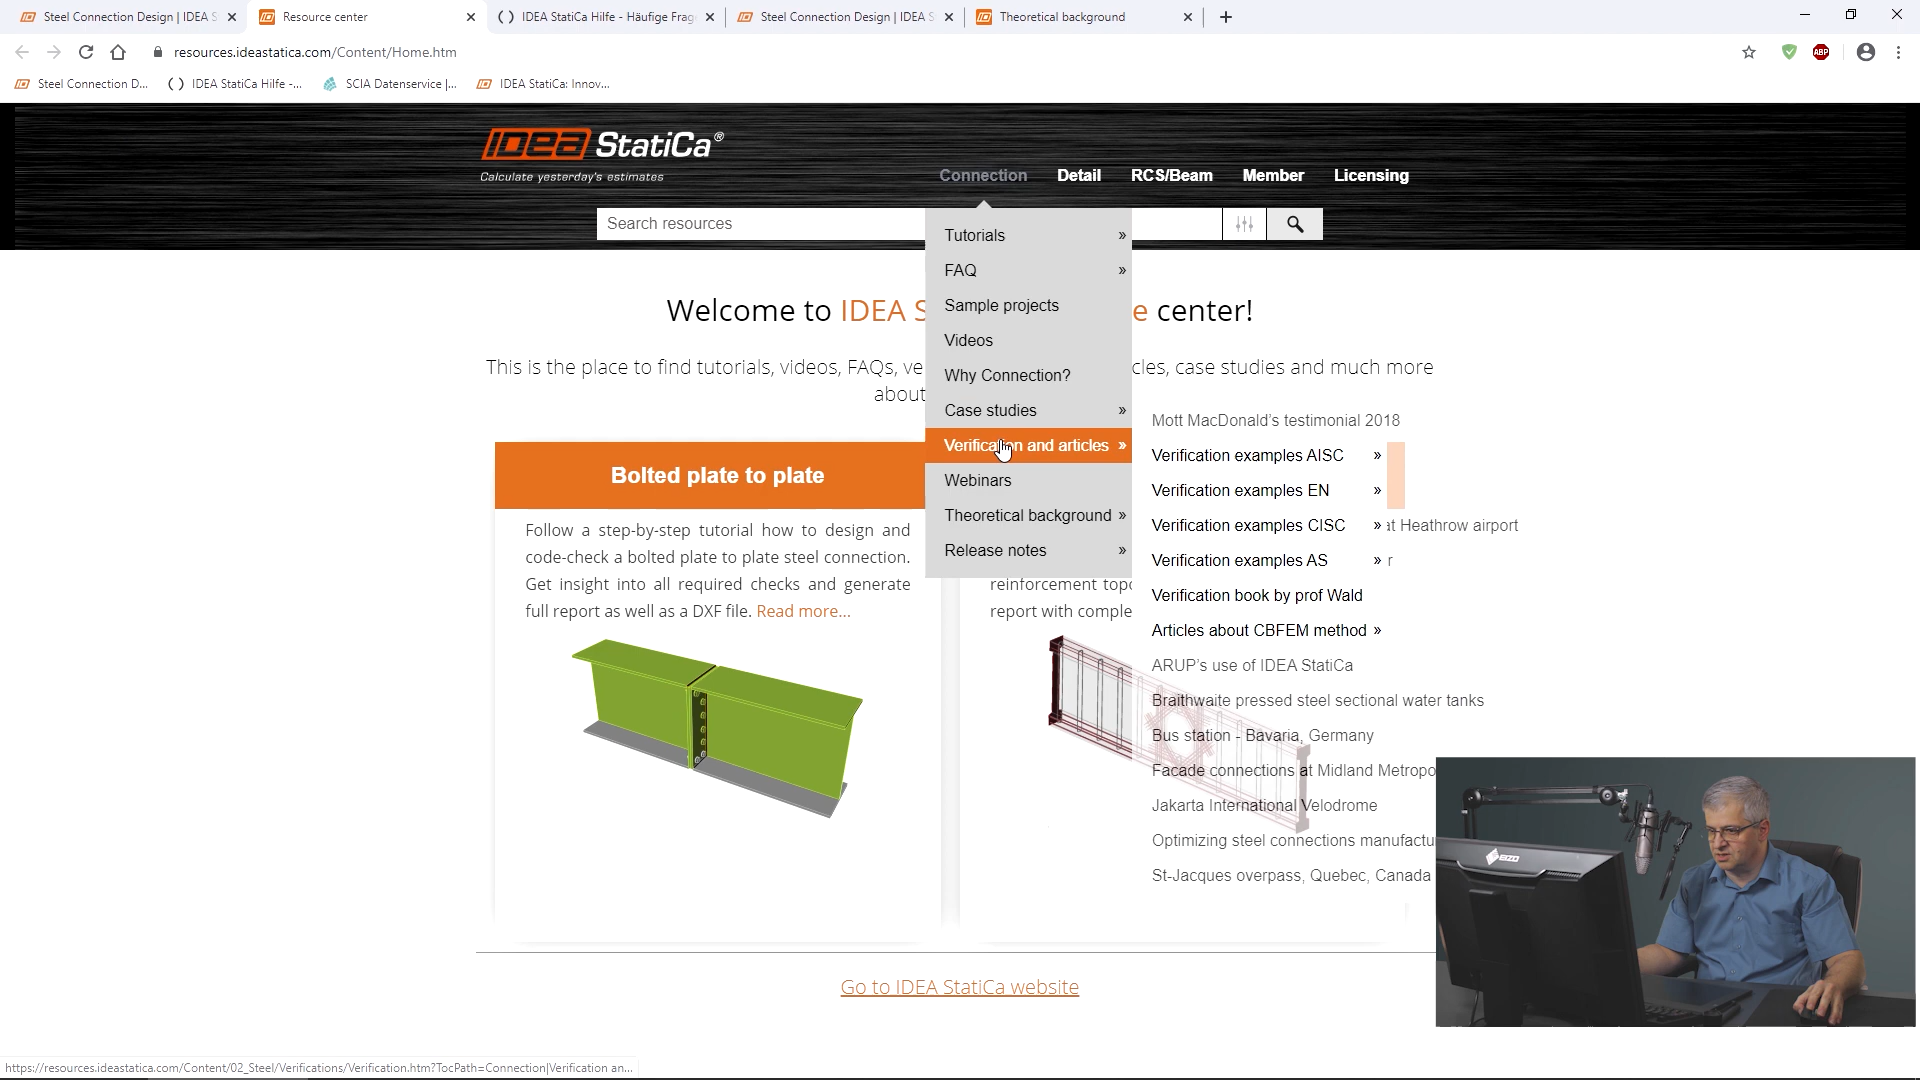 Steel Connection Design | IDEA S
Resource center
IDEA StatiCa Hilfe - Häufige Frag
Steel Connection Design | IDEA S
Theoretical background
resources.ideastatica.com/Content/Home.htm
ABP
Steel Connection D...
IDEA StatiCa Hilfe -...
SCIA Datenservice |...
IDEA StatiCa: Innov...
IDEA StatiCa®
Calculate yesterday's estimates
Connection
Detail
RCS/Beam
Member
Licensing
Search resources
Tutorials »
FAQ »
Sample projects
Videos
Why Connection?
Case studies »
Verification and articles »
Webinars
Theoretical background »
Release notes »
Welcome to IDEA S e center!
This is the place to find tutorials, videos, FAQs, ve cles, case studies and much more
about
Mott MacDonald's testimonial 2018
Verification examples AISC »
Verification examples EN »
Verification examples CISC » at Heathrow airport
Verification examples AS » r
Verification book by prof Wald
Articles about CBFEM method »
ARUP's use of IDEA StatiCa
Braithwaite pressed steel sectional water tanks
Bus station - Bavaria, Germany
Facade connections at Midland Metropo
Jakarta International Velodrome
Optimizing steel connections manufactu
St-Jacques overpass, Quebec, Canada
Bolted plate to plate
Follow a step-by-step tutorial how to design and
code-check a bolted plate to plate steel connection.
Get insight into all required checks and generate
full report as well as a DXF file. Read more...
reinforcement topo
report with comple
EIZO
Go to IDEA StatiCa website
https://resources.ideastatica.com/Content/02_Steel/Verifications/Verification.htm?TocPath=Connection|Verification an...